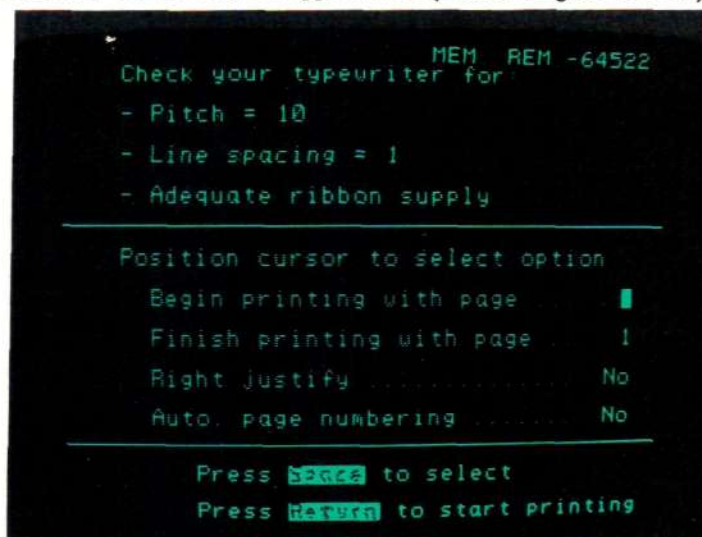 MEM REM -64522
Check your typewriter for:
- Pitch = 10
- Line spacing = 1
- Adequate ribbon supply
Position cursor to select option
Begin printing with page .....
Finish printing with page . 1
Right justify ............... No
Auto. page numbering ....... No
Press Space to select
Press Return to start printing